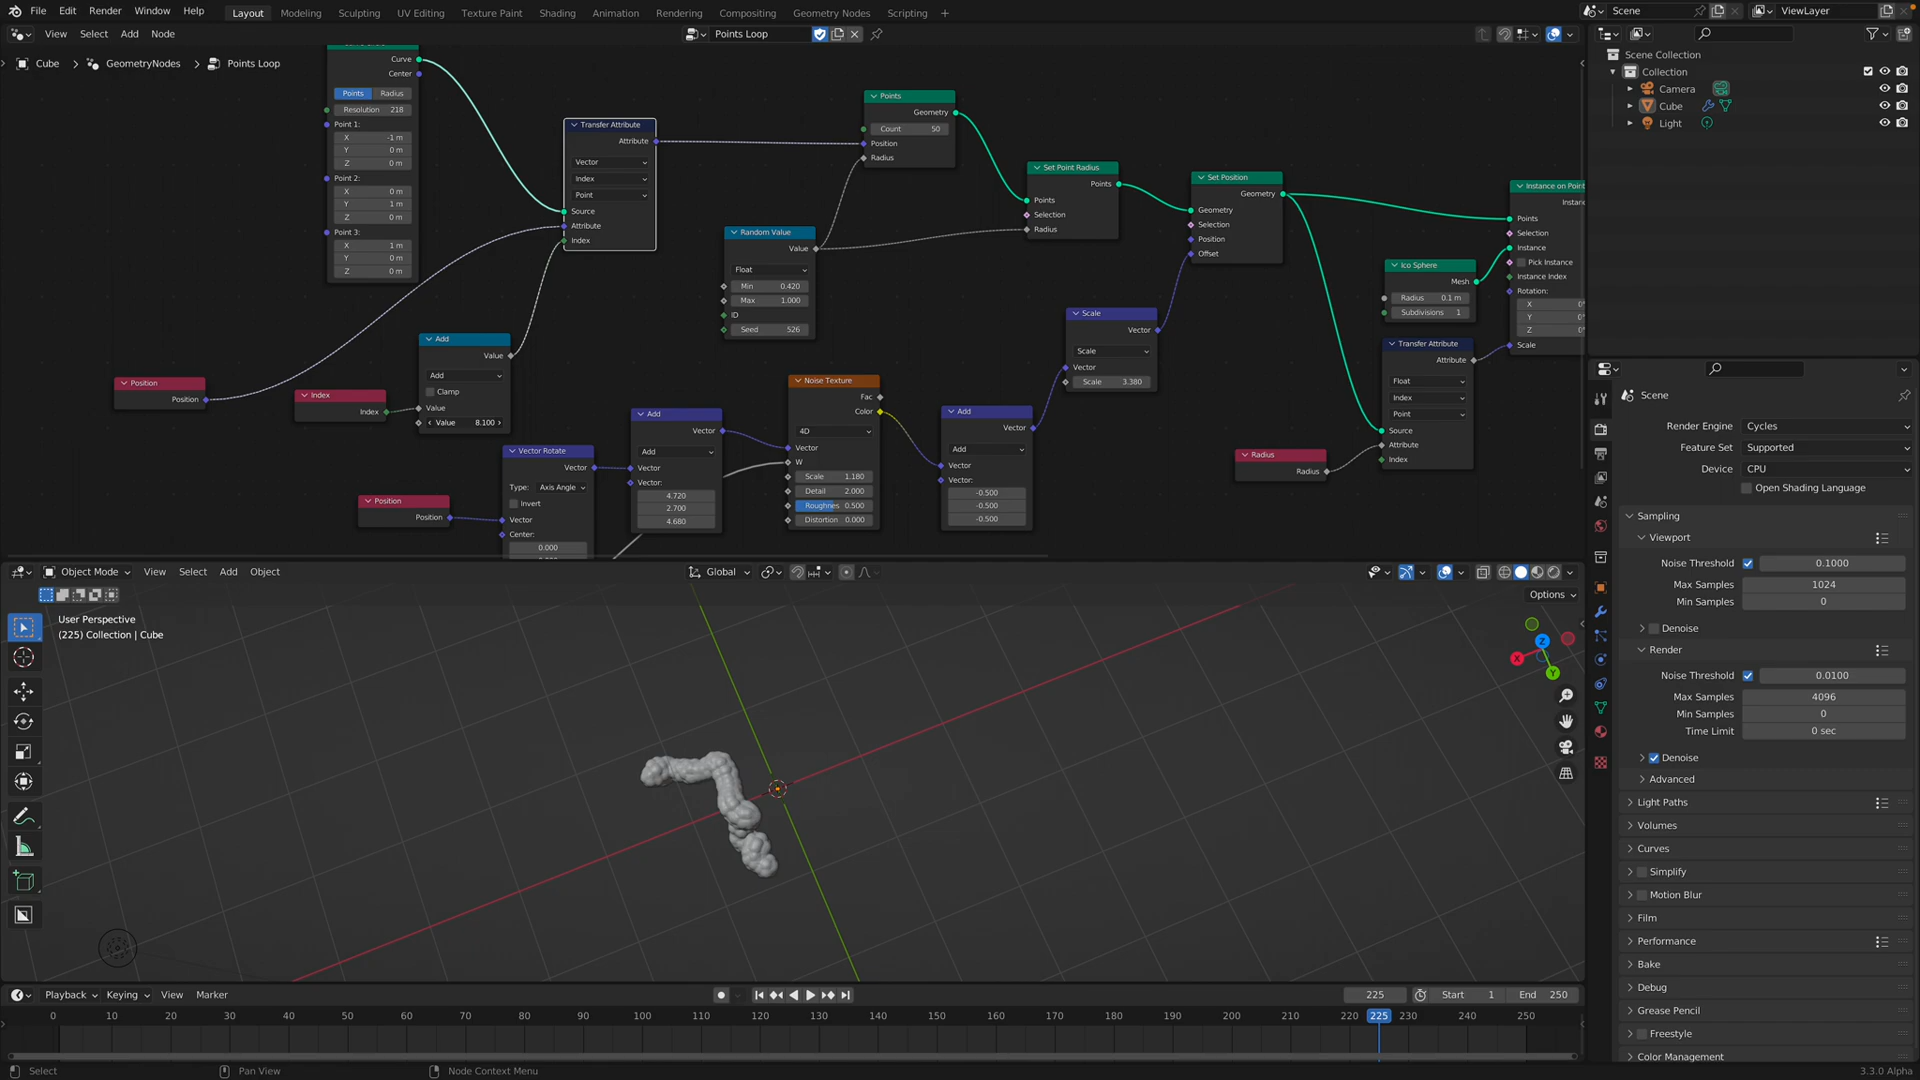 File Edit Render Window Help Layout Modeling Sculpting UV Editing Texture Paint Shading Animation Rendering Compositing Geometry Nodes Scripting + Scene ViewLayer
View Select Add Node Points Loop
Cube > GeometryNodes > Points Loop
Curve
Center
Points Radius
Resolution 218
Point 1:
X -1 m
Y 0 m
Z 0 m
Point 2:
X 0 m
Y 1 m
Z 0 m
Point 3:
X 1 m
Y 0 m
Z 0 m
Transfer Attribute
Attribute
Vector
Index
Point
Source
Attribute
Index
Points
Geometry
Count 50
Position
Radius
Random Value
Value
Float
Min 0.420
Max 1.000
ID
Seed 526
Set Point Radius
Points
Points
Selection
Radius
Set Position
Geometry
Geometry
Selection
Position
Offset
Instance on Point
Points
Selection
Instance
Pick Instance
Instance Index
Rotation:
X
Y
Z
Scale
Ico Sphere
Mesh
Radius 0.1 m
Subdivisions 1
Transfer Attribute
Attribute
Float
Index
Point
Source
Attribute
Index
Radius
Radius
Scale
Vector
Scale
Vector
Scale 3.380
Position
Position
Index
Index
Add
Value
Add
Clamp
Value
Value 8.100
Position
Position
Vector Rotate
Vector
Type: Axis Angle
Invert
Vector
Center:
0.000
Add
Vector
Add
Vector
Vector:
4.720
2.700
4.680
Noise Texture
Fac
Color
4D
Vector
W
Scale 1.180
Detail 2.000
Roughnes 0.500
Distortion 0.000
Add
Vector
Add
Vector
Vector:
-0.500
-0.500
-0.500
Object Mode View Select Add Object Global
Options
User Perspective
(225) Collection | Cube
Z
X
Y
Playback Keying View Marker 225 Start 1 End 250
0 10 20 30 40 50 60 70 80 90 100 110 120 130 140 150 160 170 180 190 200 210 220 225 230 240 250
Select Pan View Node Context Menu 3.3.0 Alpha
Scene Collection
Collection
Camera
Cube
Light
Scene
Render Engine Cycles
Feature Set Supported
Device CPU
Open Shading Language
Sampling
Viewport
Noise Threshold 0.1000
Max Samples 1024
Min Samples 0
Denoise
Render
Noise Threshold 0.0100
Max Samples 4096
Min Samples 0
Time Limit 0 sec
Denoise
Advanced
Light Paths
Volumes
Curves
Simplify
Motion Blur
Film
Performance
Bake
Debug
Grease Pencil
Freestyle
Color Management